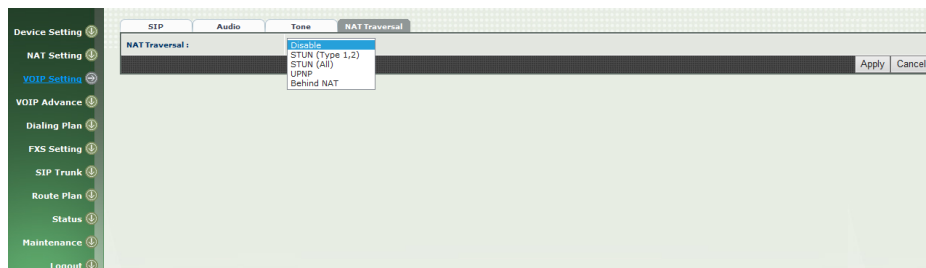 SIP Audio Tone NAT Traversal
Device Setting
NAT Traversal : Disable
NAT Setting
STUN (Type 1,2)
STUN (All)
UPNP
Behind NAT
Apply Cancel
VOIP Setting
VOIP Advance
Dialing Plan
FXS Setting
SIP Trunk
Route Plan
Status
Maintenance
Logout